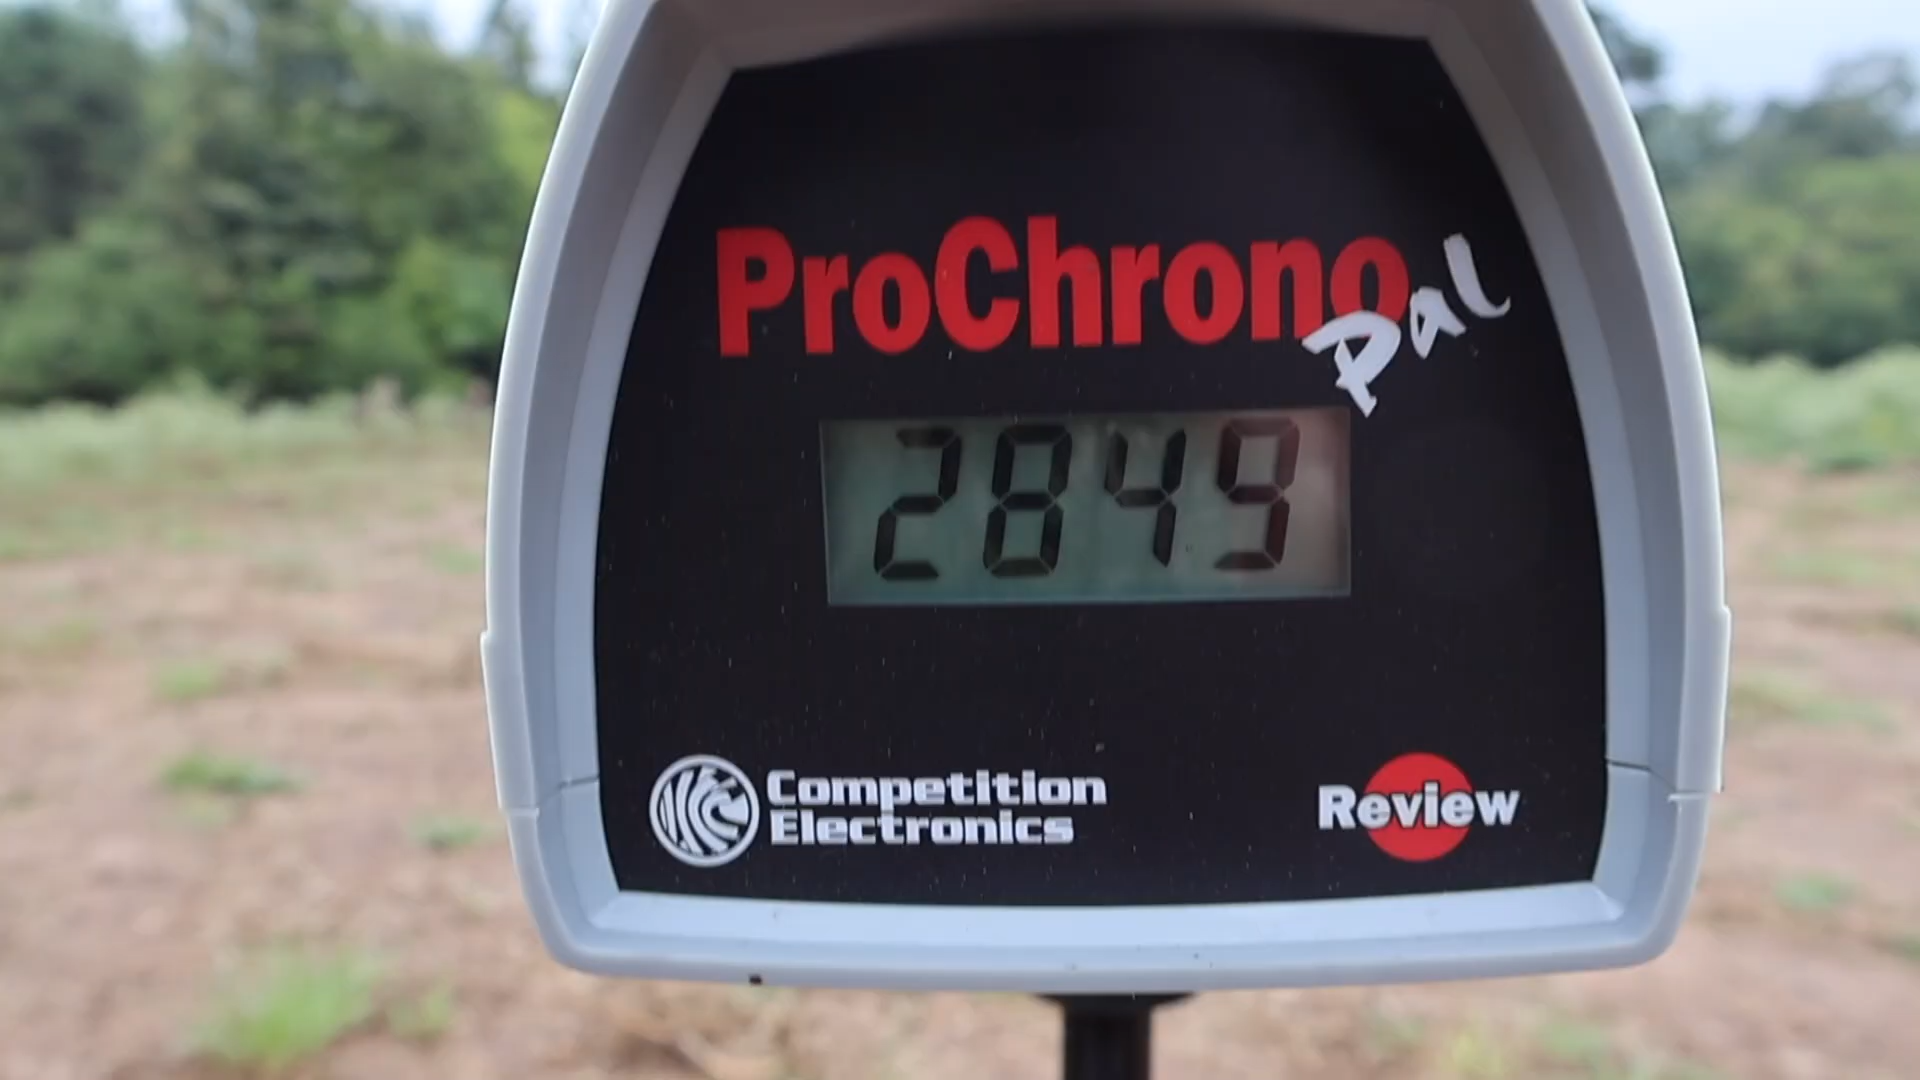 ProChrono
Pal
2849
Competition
Electronics
Review